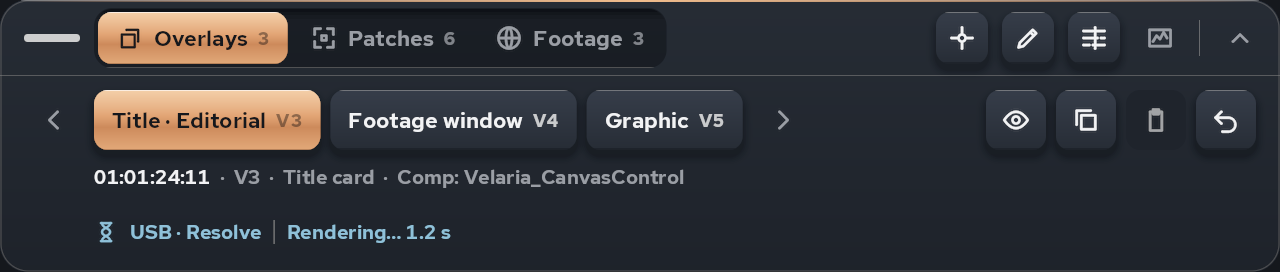 Overlays 3 Patches 6 Footage 3
Title · Editorial V3 Footage window V4 Graphic V5
01:01:24:11 · V3 · Title card · Comp: Velaria_CanvasControl
USB · Resolve | Rendering... 1.2 s